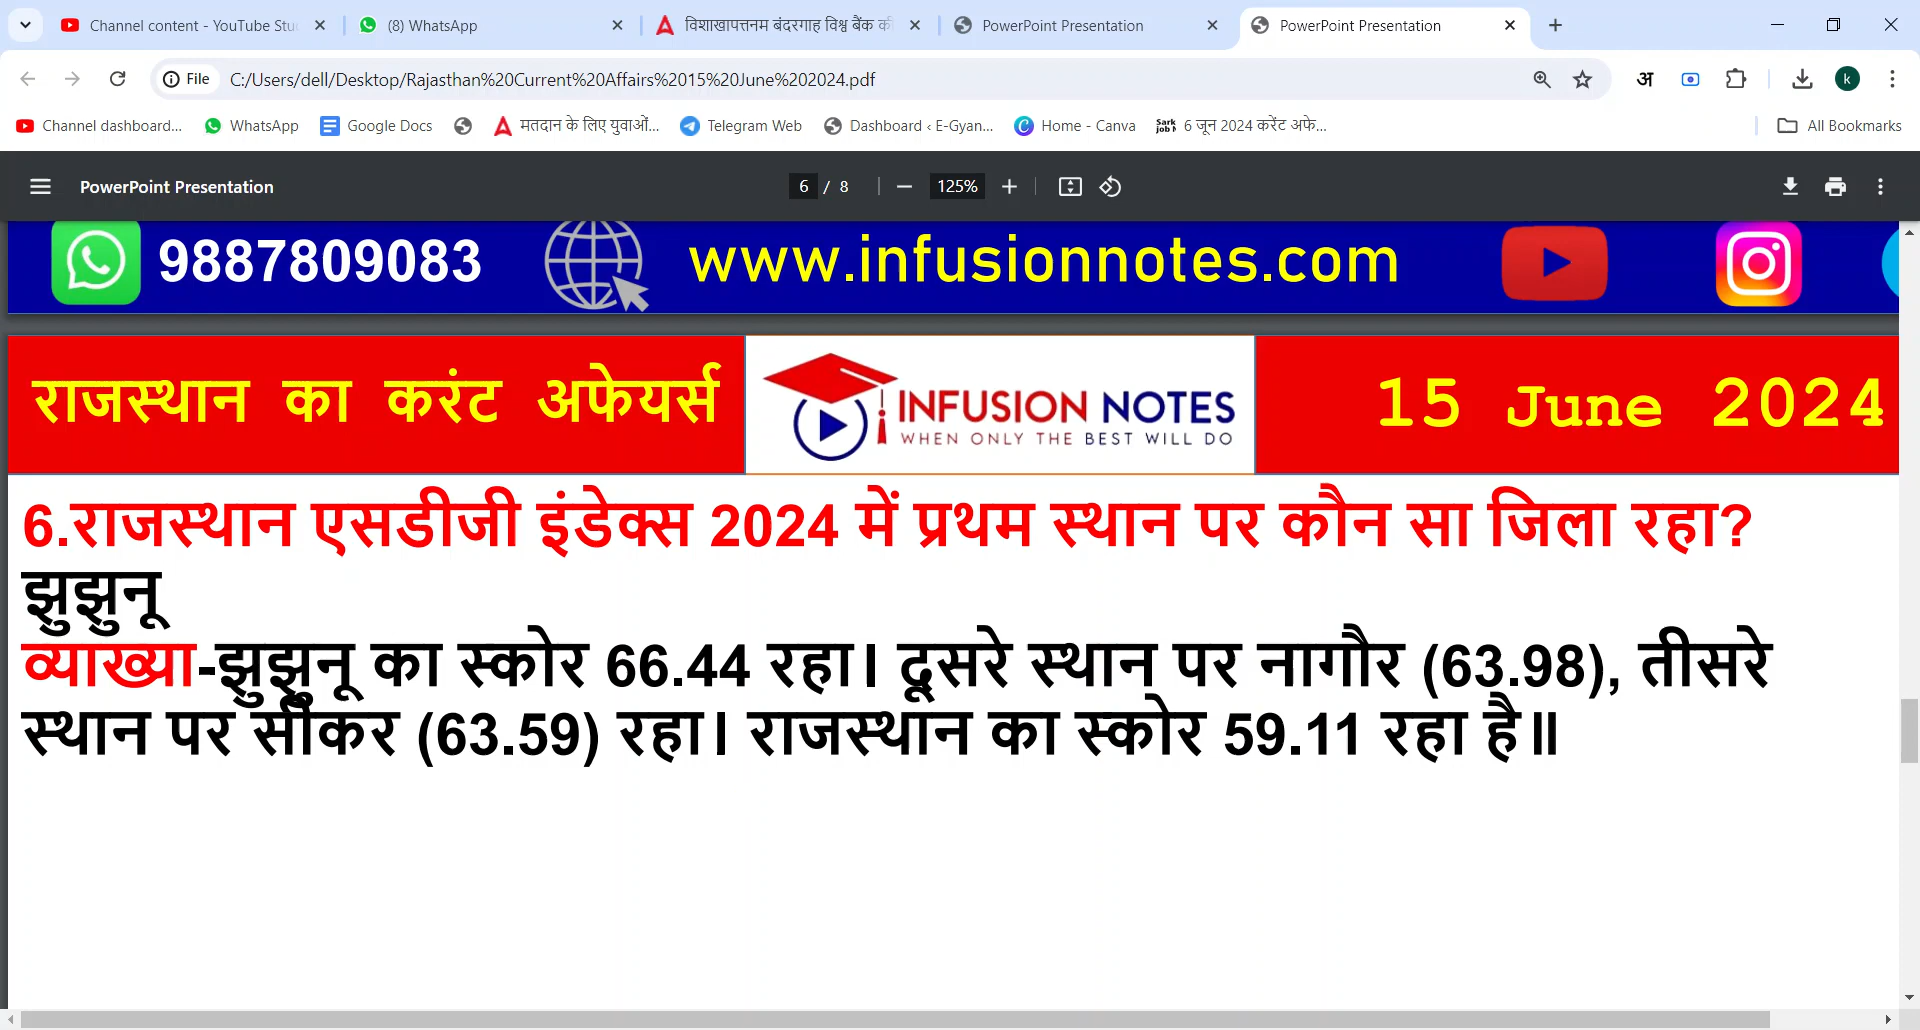 Channel content - YouTube Stu
(8) WhatsApp
विशाखापत्तनम बंदरगाह विश्व बैंक की
PowerPoint Presentation
PowerPoint Presentation
File C:/Users/dell/Desktop/Rajasthan%20Current%20Affairs%2015%20June%202024.pdf
अ
k
Channel dashboard...
WhatsApp
Google Docs
मतदान के लिए युवाओं...
Telegram Web
Dashboard ‹ E-Gyan...
Home - Canva
Sarkari job 6 जून 2024 करेंट अफे...
All Bookmarks
PowerPoint Presentation
6 / 8
125%
9887809083 www.infusionnotes.com
राजस्थान का करंट अफेयर्स
INFUSION NOTES
WHEN ONLY THE BEST WILL DO
15 June 2024
6.राजस्थान एसडीजी इंडेक्स 2024 में प्रथम स्थान पर कौन सा जिला रहा?
झुझुनू
व्याख्या-झुझुनू का स्कोर 66.44 रहा। दूसरे स्थान पर नागौर (63.98), तीसरे
स्थान पर सीकर (63.59) रहा। राजस्थान का स्कोर 59.11 रहा है॥